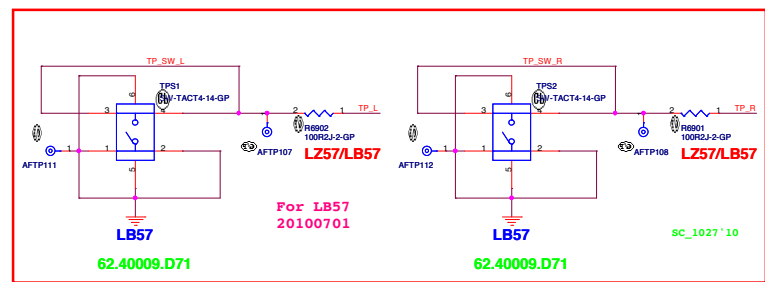 TP_SW_L
TPS1
-TACT4-14-GP
6
3
4
2
1
TP_L
R6902
100R2J-2-GP
AFTP107
LZ57/LB57
1
1
2
AFTP111
5
LB57
62.40009.D71
For LB57
20100701
TP_SW_R
TPS2
-TACT4-14-GP
6
3
4
2
1
TP_R
R6901
100R2J-2-GP
AFTP108
LZ57/LB57
1
1
2
AFTP112
5
LB57
62.40009.D71
SC_1027'10